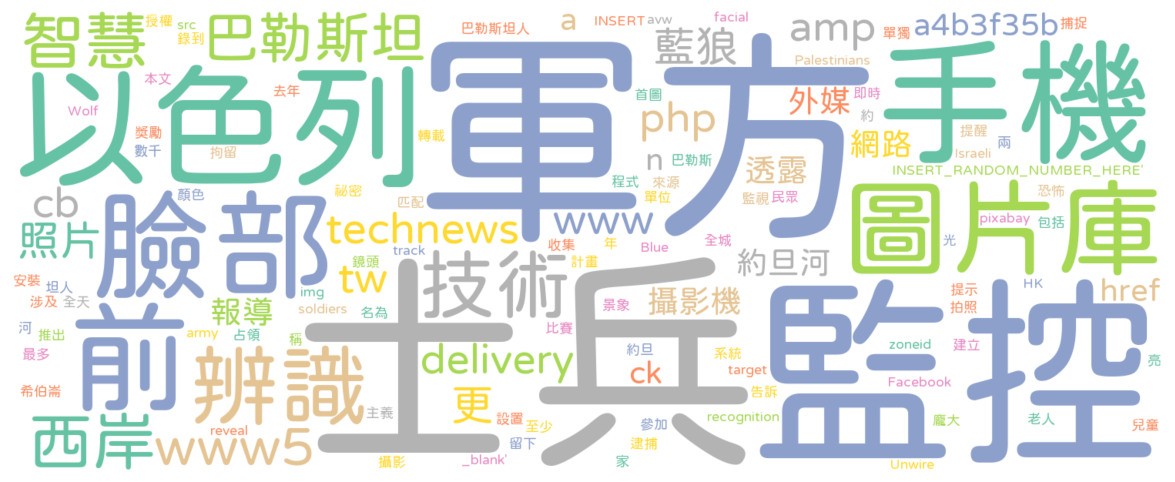 智慧
授權
src
錄到
巴勒斯坦
巴勒斯坦人
a
INSERT
avw
facial
藍狼
amp
單獨
a4b3f35b
捕捉
Palestinians
以色列
本文
Wolf
去年
獎勵
數千
拘留
軍方
首圖
轉載
php
外媒
即時
約
手機
網路
提醒
Israeli
兩
n
巴勒斯
透露
INSERT_RANDOM_NUMBER_HERE'
程式
來源
祕密
匹配
單位
監視
民眾
恐怖
cb
顏色
臉部
照片
technews
www
圖片庫
pixabay
包括
收集
年
Blue
全城
光
track
鏡頭
計畫
技術
約旦河
安裝
坦人
涉及
全天
img
tw
soldiers
名為
景象
攝影機
監控
提示
拍照
HK
href
報導
河
推出
army
占領
稱
士兵
比賽
最多
前
辨識
delivery
約旦
ck
系統
target
zoneid
建立
亮
希伯崙
更
告訴
Facebook
西岸
www5
reveal
主義
設置
至少
留下
參加
recognition
龐大
老人
兒童
攝影
_blank'
逮捕
家
Unwire